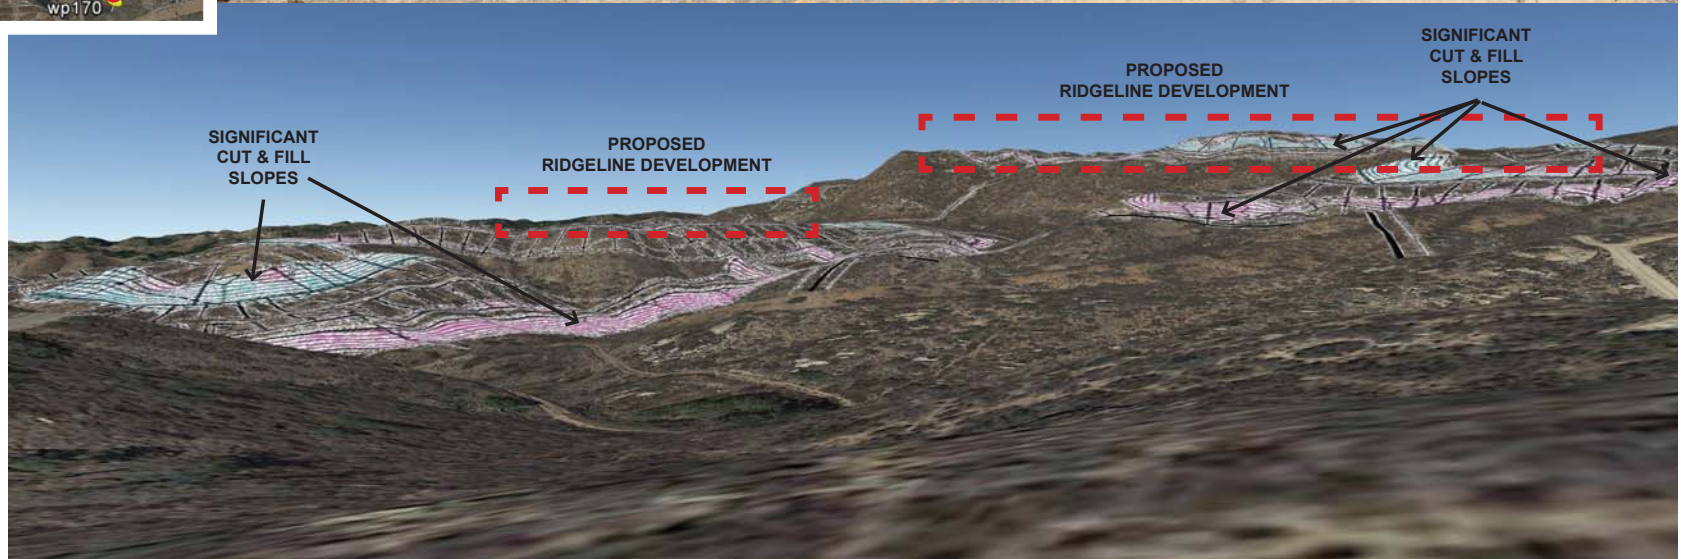 wp170
SIGNIFICANT
CUT & FILL
SLOPES
PROPOSED
RIDGELINE DEVELOPMENT
PROPOSED
RIDGELINE DEVELOPMENT
SIGNIFICANT
CUT & FILL
SLOPES